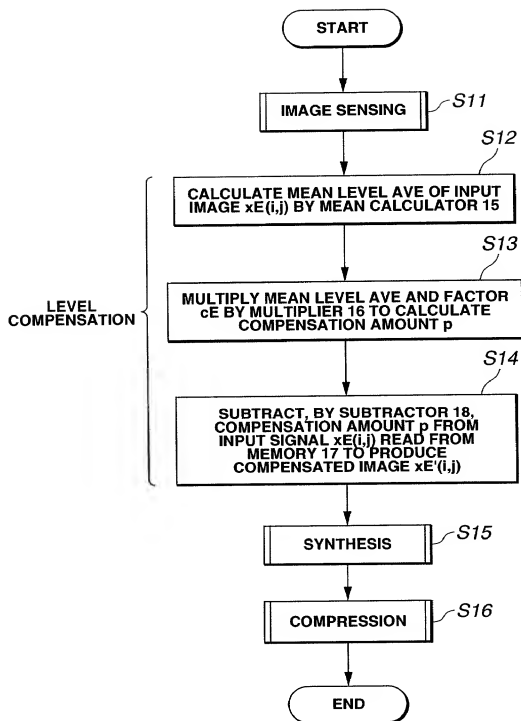 START
IMAGE SENSING
S11
S12
CALCULATE MEAN LEVEL AVE OF INPUT
IMAGE xE(i,j) BY MEAN CALCULATOR 15
S13
MULTIPLY MEAN LEVEL AVE AND FACTOR
cE BY MULTIPLIER 16 TO CALCULATE
COMPENSATION AMOUNT p
LEVEL
COMPENSATION
S14
SUBTRACT, BY SUBTRACTOR 18,
COMPENSATION AMOUNT p FROM
INPUT SIGNAL xE(i,j) READ FROM
MEMORY 17 TO PRODUCE
COMPENSATED IMAGE xE'(i,j)
SYNTHESIS
S15
COMPRESSION
S16
END